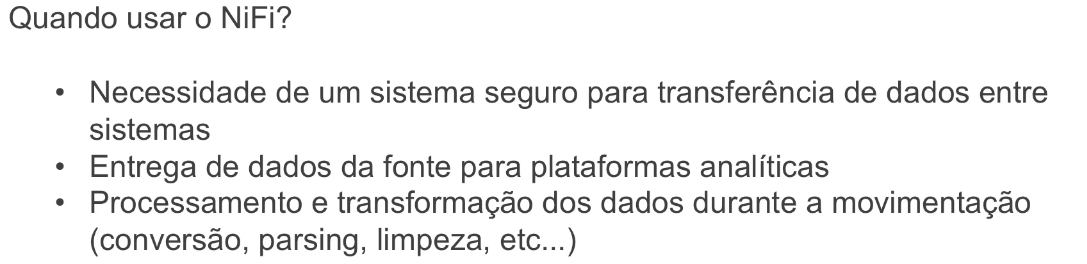 Quando usar o NiFi?
• Necessidade de um sistema seguro para transferência de dados entre
sistemas
• Entrega de dados da fonte para plataformas analíticas
• Processamento e transformação dos dados durante a movimentação
(conversão, parsing, limpeza, etc...)